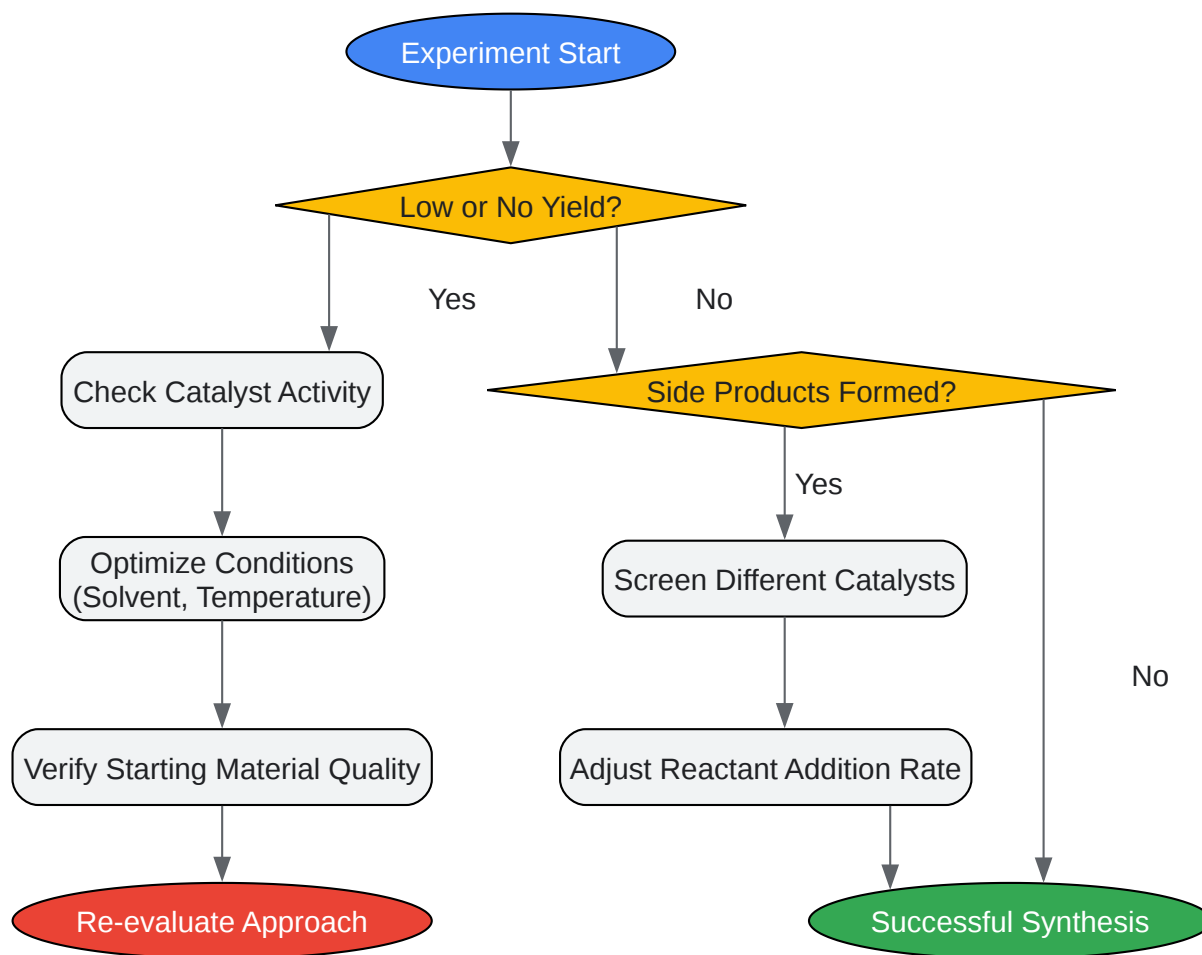 Experiment Start
Low or No Yield?
Yes
No
Check Catalyst Activity
Side Products Formed?
Yes
Optimize Conditions
(Solvent, Temperature)
Screen Different Catalysts
No
Verify Starting Material Quality
Adjust Reactant Addition Rate
Re-evaluate Approach
Successful Synthesis